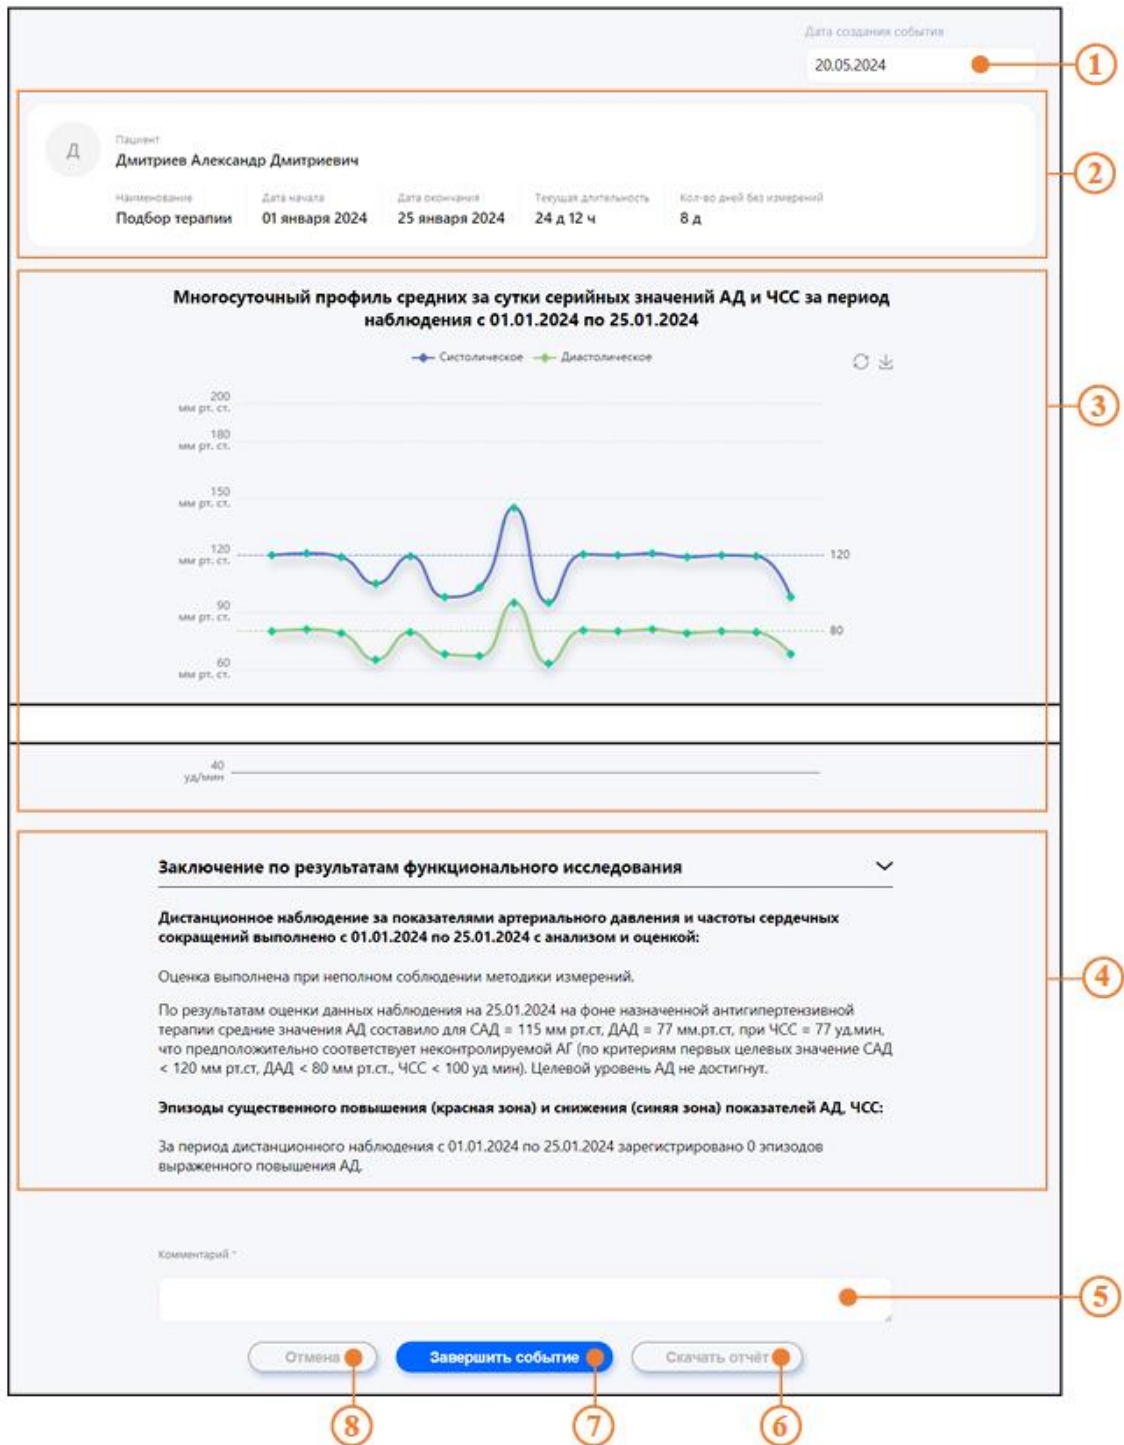 Дата создания события
20.05.2024
1
Д
Пациент
Дмитриев Александр Дмитриевич
2
Наименование Дата начала Дата окончания Текущая длительность Кол-во дней без измерений
Подбор терапии 01 января 2024 25 января 2024 24 д 12 ч 8 д
Многосуточный профиль средних за сутки серийных значений АД и ЧСС за период
наблюдения с 01.01.2024 по 25.01.2024
Систолическое Диастолическое
3
200
мм рт. ст.
180
мм рт. ст.
150
мм рт. ст.
120
мм рт. ст.
120
90
мм рт. ст.
80
60
мм рт. ст.
40
уд/мин
Заключение по результатам функционального исследования
Дистанционное наблюдение за показателями артериального давления и частоты сердечных
сокращений выполнено с 01.01.2024 по 25.01.2024 с анализом и оценкой:
Оценка выполнена при неполном соблюдении методики измерений.
4
По результатам оценки данных наблюдения на 25.01.2024 на фоне назначенной антигипертензивной
терапии средние значения АД составило для САД = 115 мм рт.ст, ДАД = 77 мм.рт.ст, при ЧСС = 77 уд.мин,
что предположительно соответствует неконтролируемой АГ (по критериям первых целевых значение САД
< 120 мм рт.ст, ДАД < 80 мм рт.ст., ЧСС < 100 уд мин). Целевой уровень АД не достигнут.
Эпизоды существенного повышения (красная зона) и снижения (синяя зона) показателей АД, ЧСС:
За период дистанционного наблюдения с 01.01.2024 по 25.01.2024 зарегистрировано 0 эпизодов
выраженного повышения АД.
Комментарий *
5
Отмена Завершить событие Скачать отчёт
8 7 6